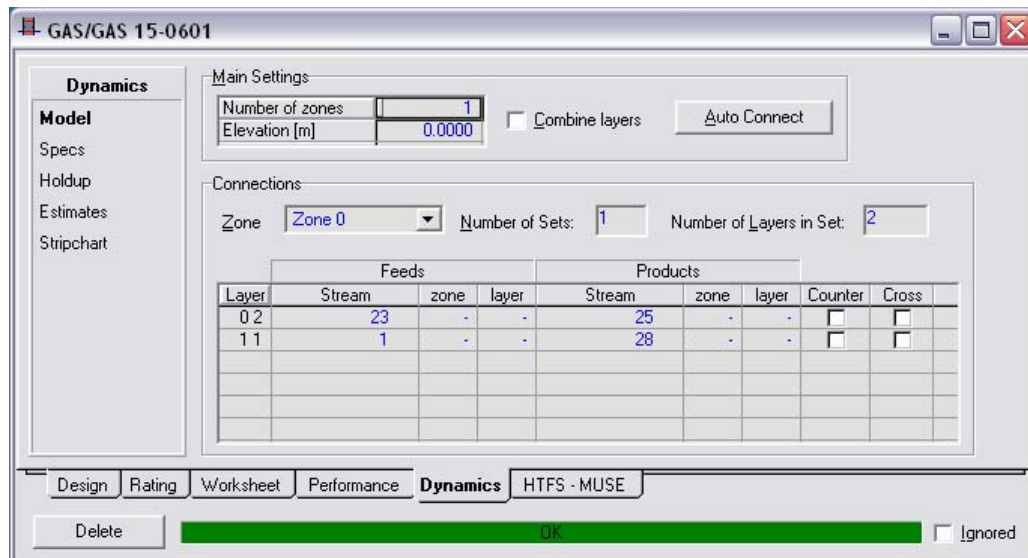 GAS/GAS 15-0601
Dynamics
Model
Specs
Holdup
Estimates
Stripchart
Main Settings
Number of zones 1
Elevation [m] 0.0000
Combine layers
Auto Connect
Connections
Zone Zone 0 Number of Sets: 1 Number of Layers in Set: 2
Feeds Products
Layer Stream zone layer Stream zone layer Counter Cross
0 2 23 - - 25 - -
1 1 1 - - 28 - -
Design Rating Worksheet Performance Dynamics HTFS - MUSE
Delete OK Ignored